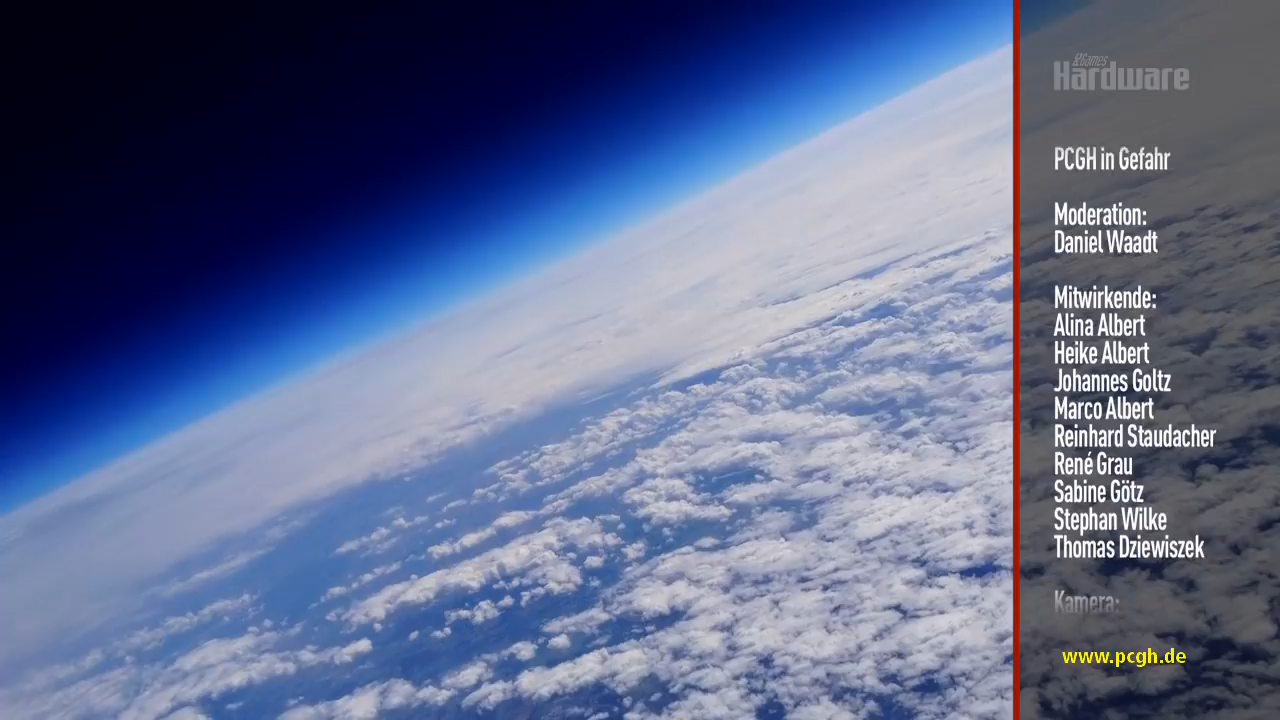 &Games
Hardware
PCGH in Gefahr
Moderation:
Daniel Waadt
Mitwirkende:
Alina Albert
Heike Albert
Johannes Goltz
Marco Albert
Reinhard Staudacher
René Grau
Sabine Götz
Stephan Wilke
Thomas Dziewiszek
Kamera:
www.pcgh.de